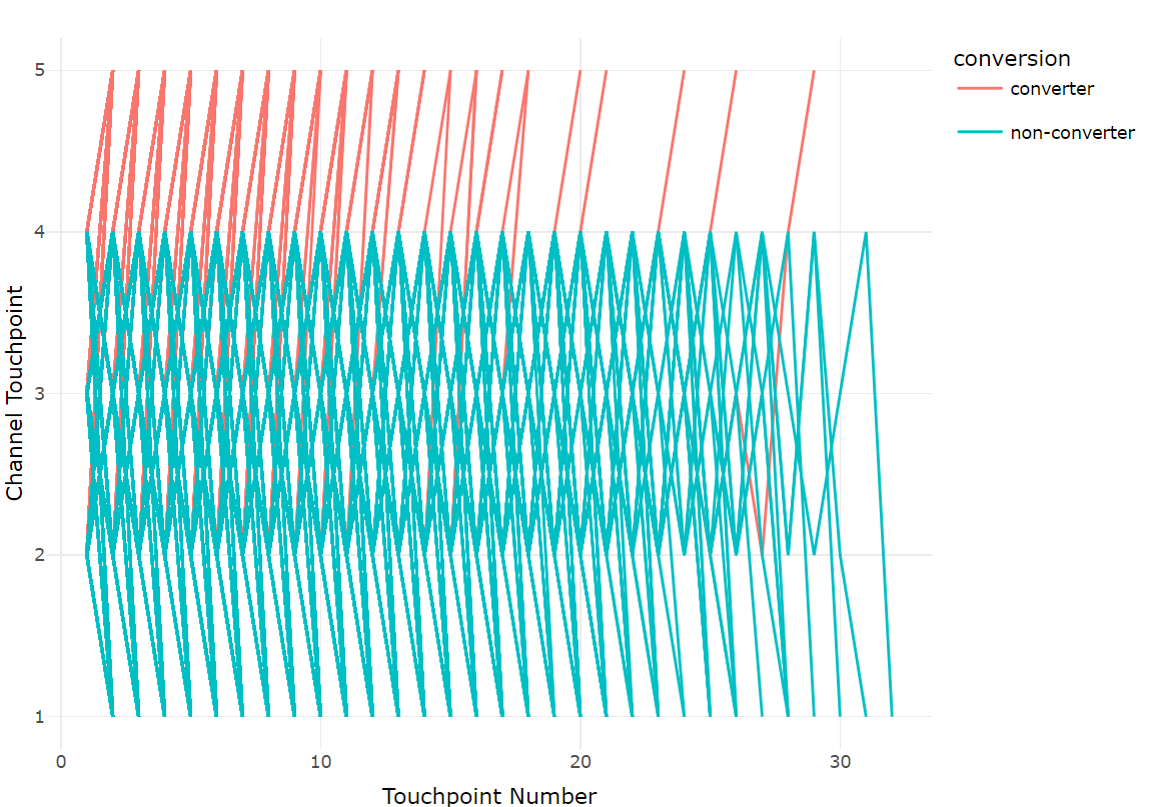 conversion
converter
non-converter
5
4
3
2
1
Channel Touchpoint
0 10 20 30
Touchpoint Number